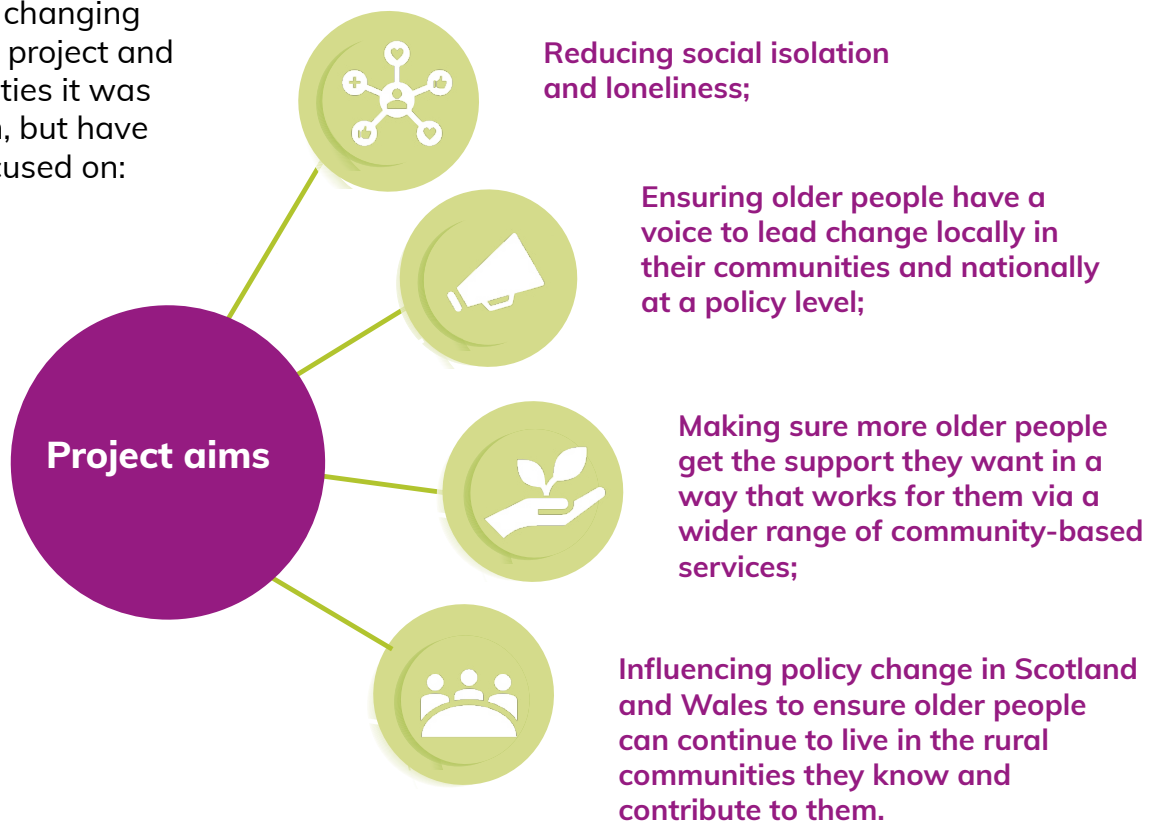 changing
project and
ties it was
, but have
cused on:
Reducing social isolation
and loneliness;
Ensuring older people have a
voice to lead change locally in
their communities and nationally
at a policy level;
Project aims
Making sure more older people
get the support they want in a
way that works for them via a
wider range of community-based
services;
Influencing policy change in Scotland
and Wales to ensure older people
can continue to live in the rural
communities they know and
contribute to them.